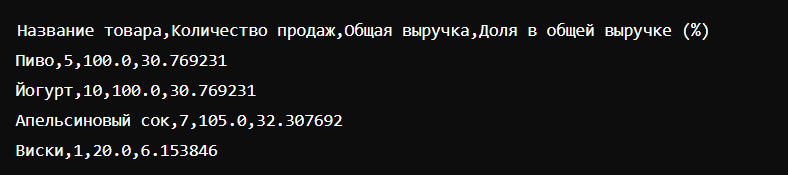 Название товара,Количество продаж,Общая выручка,Доля в общей выручке (%)
Пиво,5,100.0,30.769231
Йогурт,10,100.0,30.769231
Апельсиновый сок,7,105.0,32.307692
Виски,1,20.0,6.153846